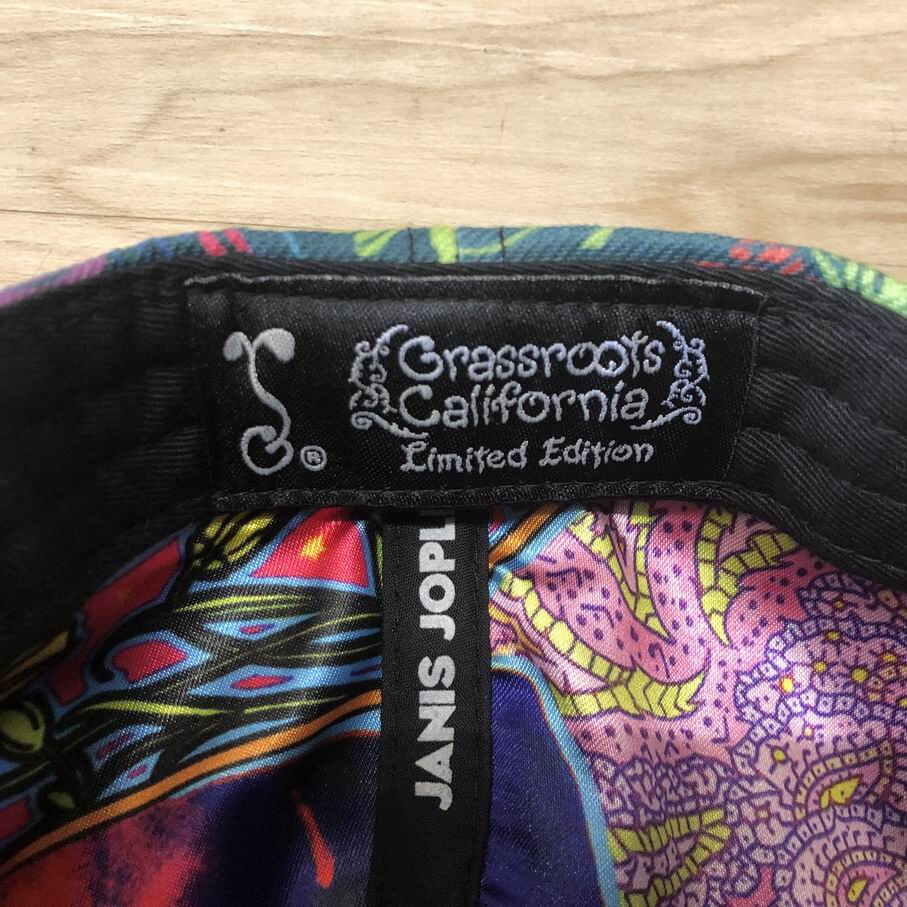 Grassroots
California
Limited Edition
®
JANIS JOPL